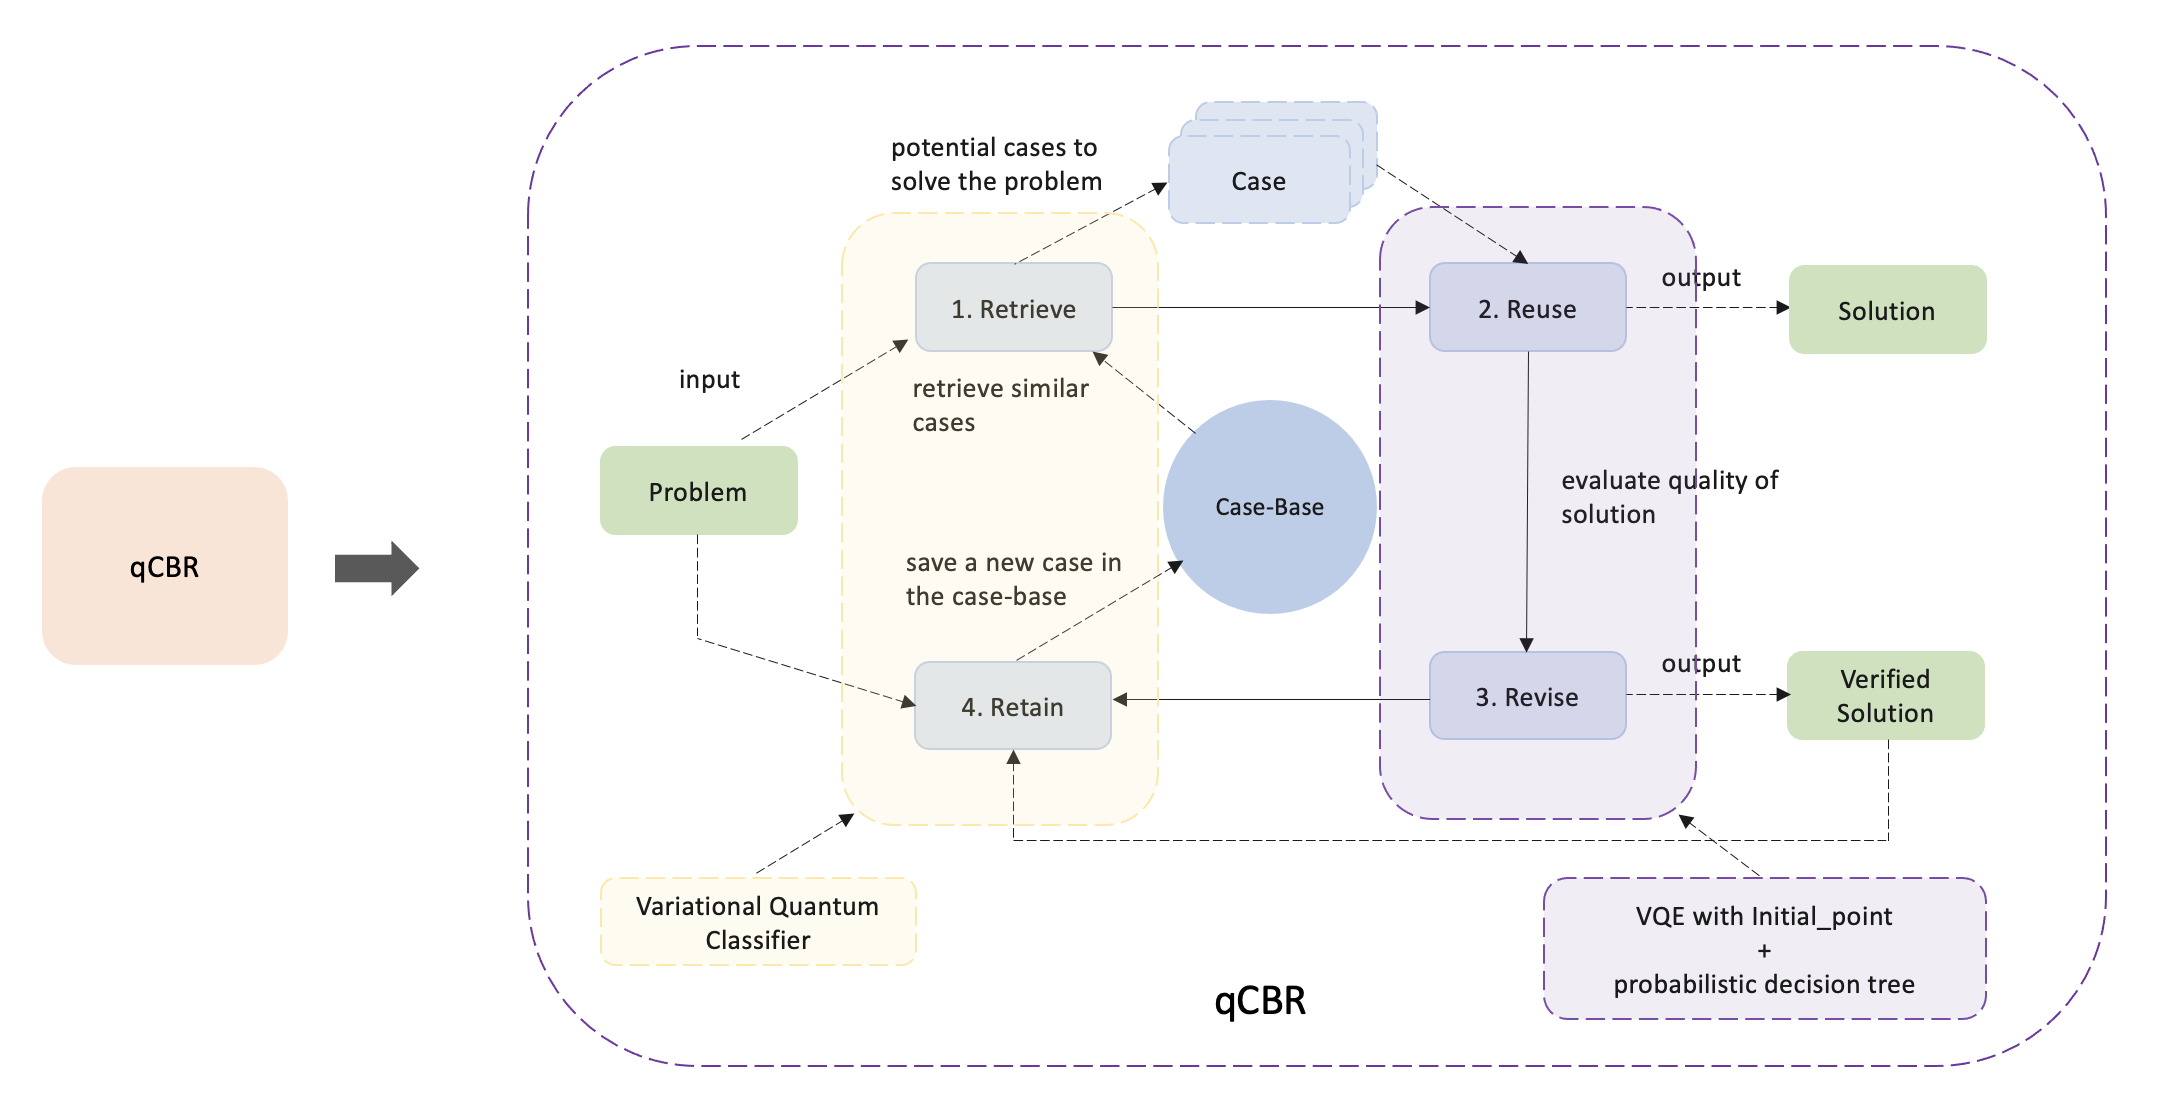 potential cases to
solve the problem
Case
1. Retrieve
2. Reuse
output
Solution
input
retrieve similar
cases
Problem
Case-Base
evaluate quality of
solution
qCBR
save a new case in
the case-base
4. Retain
3. Revise
output
Verified
Solution
Variational Quantum
Classifier
VQE with Initial_point
+
probabilistic decision tree
qCBR